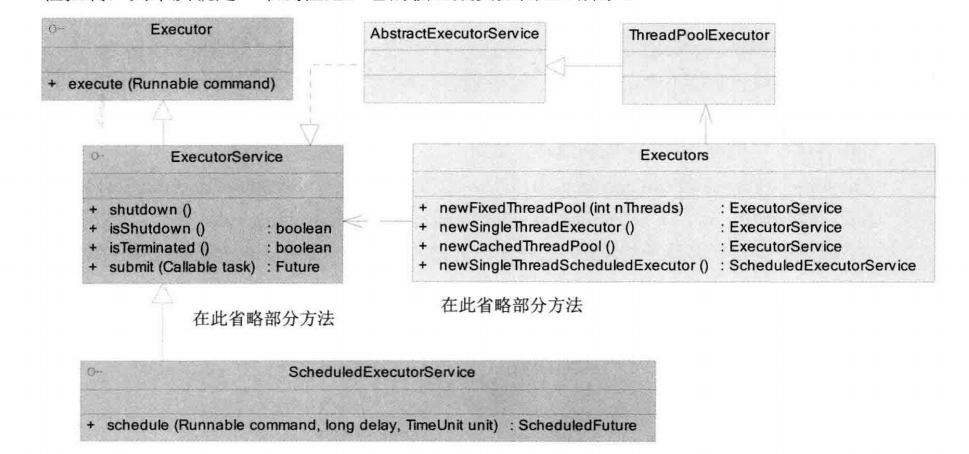 Executor
+ execute (Runnable command)
AbstractExecutorService
ThreadPoolExecutor
ExecutorService
+ shutdown ()
+ isShutdown () : boolean
+ isTerminated () : boolean
+ submit (Callable task) : Future
在此省略部分方法
Executors
+ newFixedThreadPool (int nThreads) : ExecutorService
+ newSingleThreadExecutor () : ExecutorService
+ newCachedThreadPool () : ExecutorService
+ newSingleThreadScheduledExecutor () : ScheduledExecutorService
在此省略部分方法
ScheduledExecutorService
+ schedule (Runnable command, long delay, TimeUnit unit) : ScheduledFuture